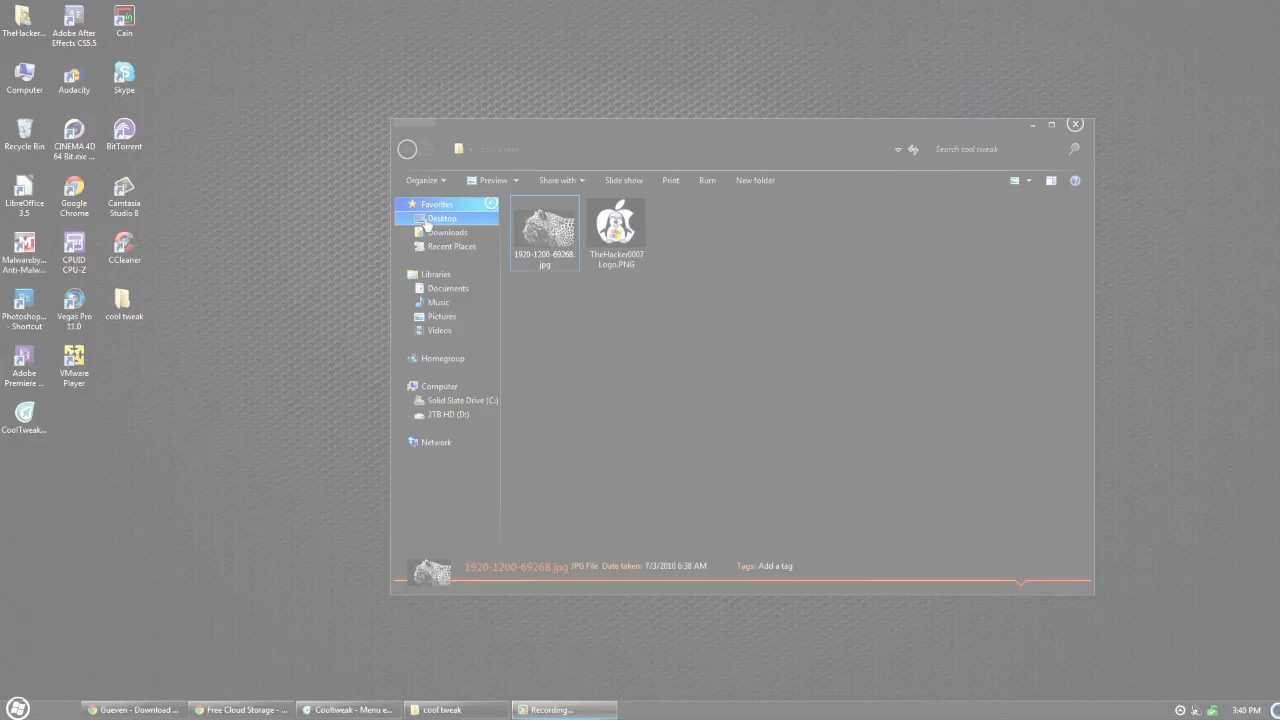 TheHacker...
Adobe After
Effects CS5.5
Cain
Computer
Audacity
Skype
Recycle Bin
CINEMA 4D
64 Bit.exe ...
BitTorrent
LibreOffice
3.5
Google
Chrome
Camtasia
Studio 8
Malwareby...
Anti-Malw...
CPUID
CPU-Z
CCleaner
Photoshop...
- Shortcut
Vegas Pro
11.0
cool tweak
Adobe
Premiere ...
VMware
Player
CoolTweak...
cool tweak
Search cool tweak
Organize
Preview
Share with
Slide show
Print
Burn
New folder
Favorites
Desktop
Downloads
Recent Places
Libraries
Documents
Music
Pictures
Videos
Homegroup
Computer
Solid Slate Drive (C:)
2TB HD (D:)
Network
1920-1200-69268.
jpg
TheHacker0007
Logo.PNG
1920-1200-69268.jpg JPG File Date taken: 7/3/2010 6:38 AM Tags: Add a tag
Gueven - Download ...
Free Cloud Storage - ...
Cooltweak - Menu e...
cool tweak
Recording...
3:40 PM